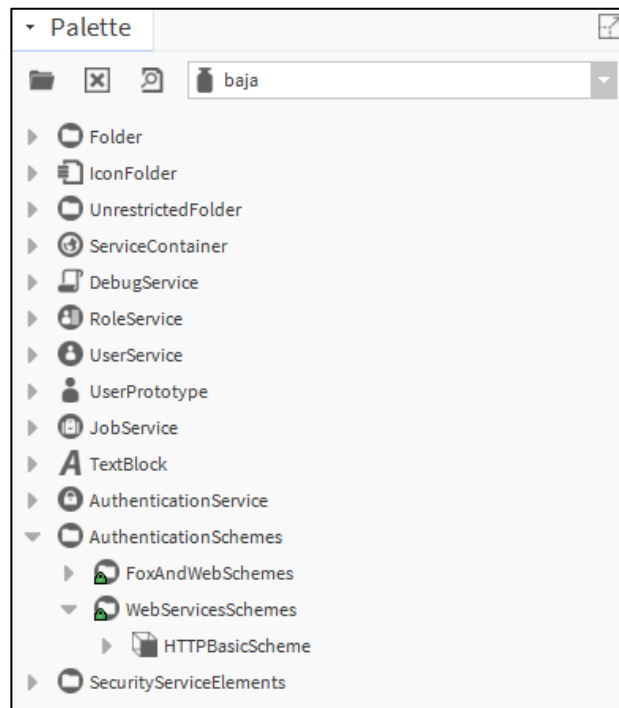 Palette
baja
Folder
IconFolder
UnrestrictedFolder
ServiceContainer
DebugService
RoleService
UserService
UserPrototype
JobService
TextBlock
AuthenticationService
AuthenticationSchemes
FoxAndWebSchemes
WebServicesSchemes
HTTPBasicScheme
SecurityServiceElements